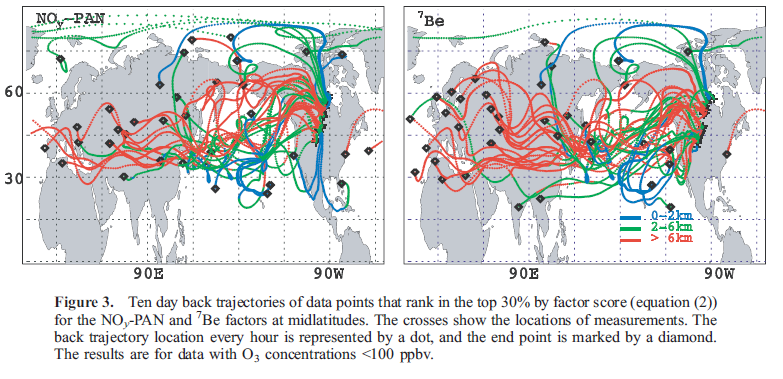 NOy-PAN
7Be
60
30
0-2km
2-6km
> 6km
90E 90W 90E 90W
Figure 3. Ten day back trajectories of data points that rank in the top 30% by factor score (equation (2))
for the NOy-PAN and 7Be factors at midlatitudes. The crosses show the locations of measurements. The
back trajectory location every hour is represented by a dot, and the end point is marked by a diamond.
The results are for data with O3 concentrations <100 ppbv.